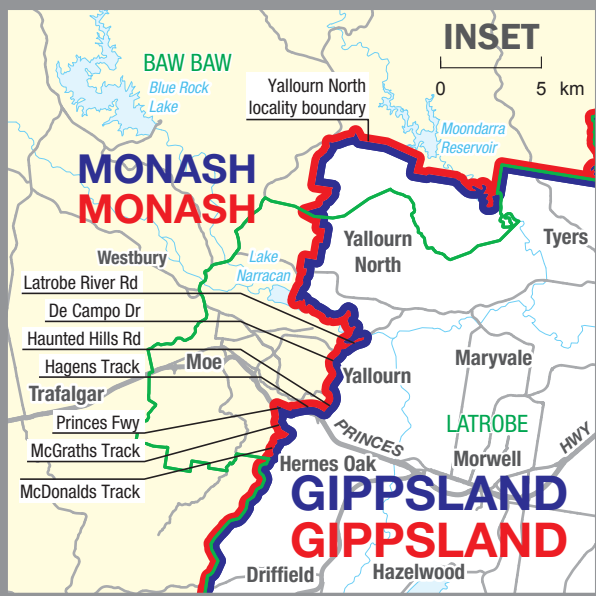 INSET
0 5 km
BAW BAW
Blue Rock
Lake
Yallourn North
locality boundary
Moondarra
Reservoir
MONASH
MONASH
Yallourn
North
Tyers
Westbury
Lake
Narracan
Latrobe River Rd
De Campo Dr
Haunted Hills Rd
Hagens Track
Moe
Maryvale
Yallourn
Trafalgar
Princes Fwy
McGraths Track
McDonalds Track
PRINCES
HWY
LATROBE
Morwell
Hernes Oak
GIPPSLAND
GIPPSLAND
Driffield
Hazelwood